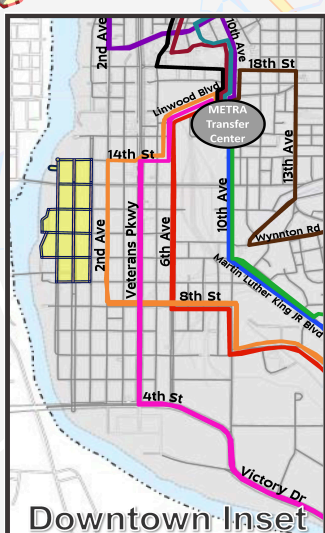 2nd Ave
10th Ave
18th St
Linwood Blvd
METRA
Transfer
Center
14th St
13th Ave
2nd Ave
Veterans Pkwy
6th Ave
10th Ave
Wynnton Rd
Martin Luther King JR Blvd
8th St
4th St
Victory Dr
Downtown Inset